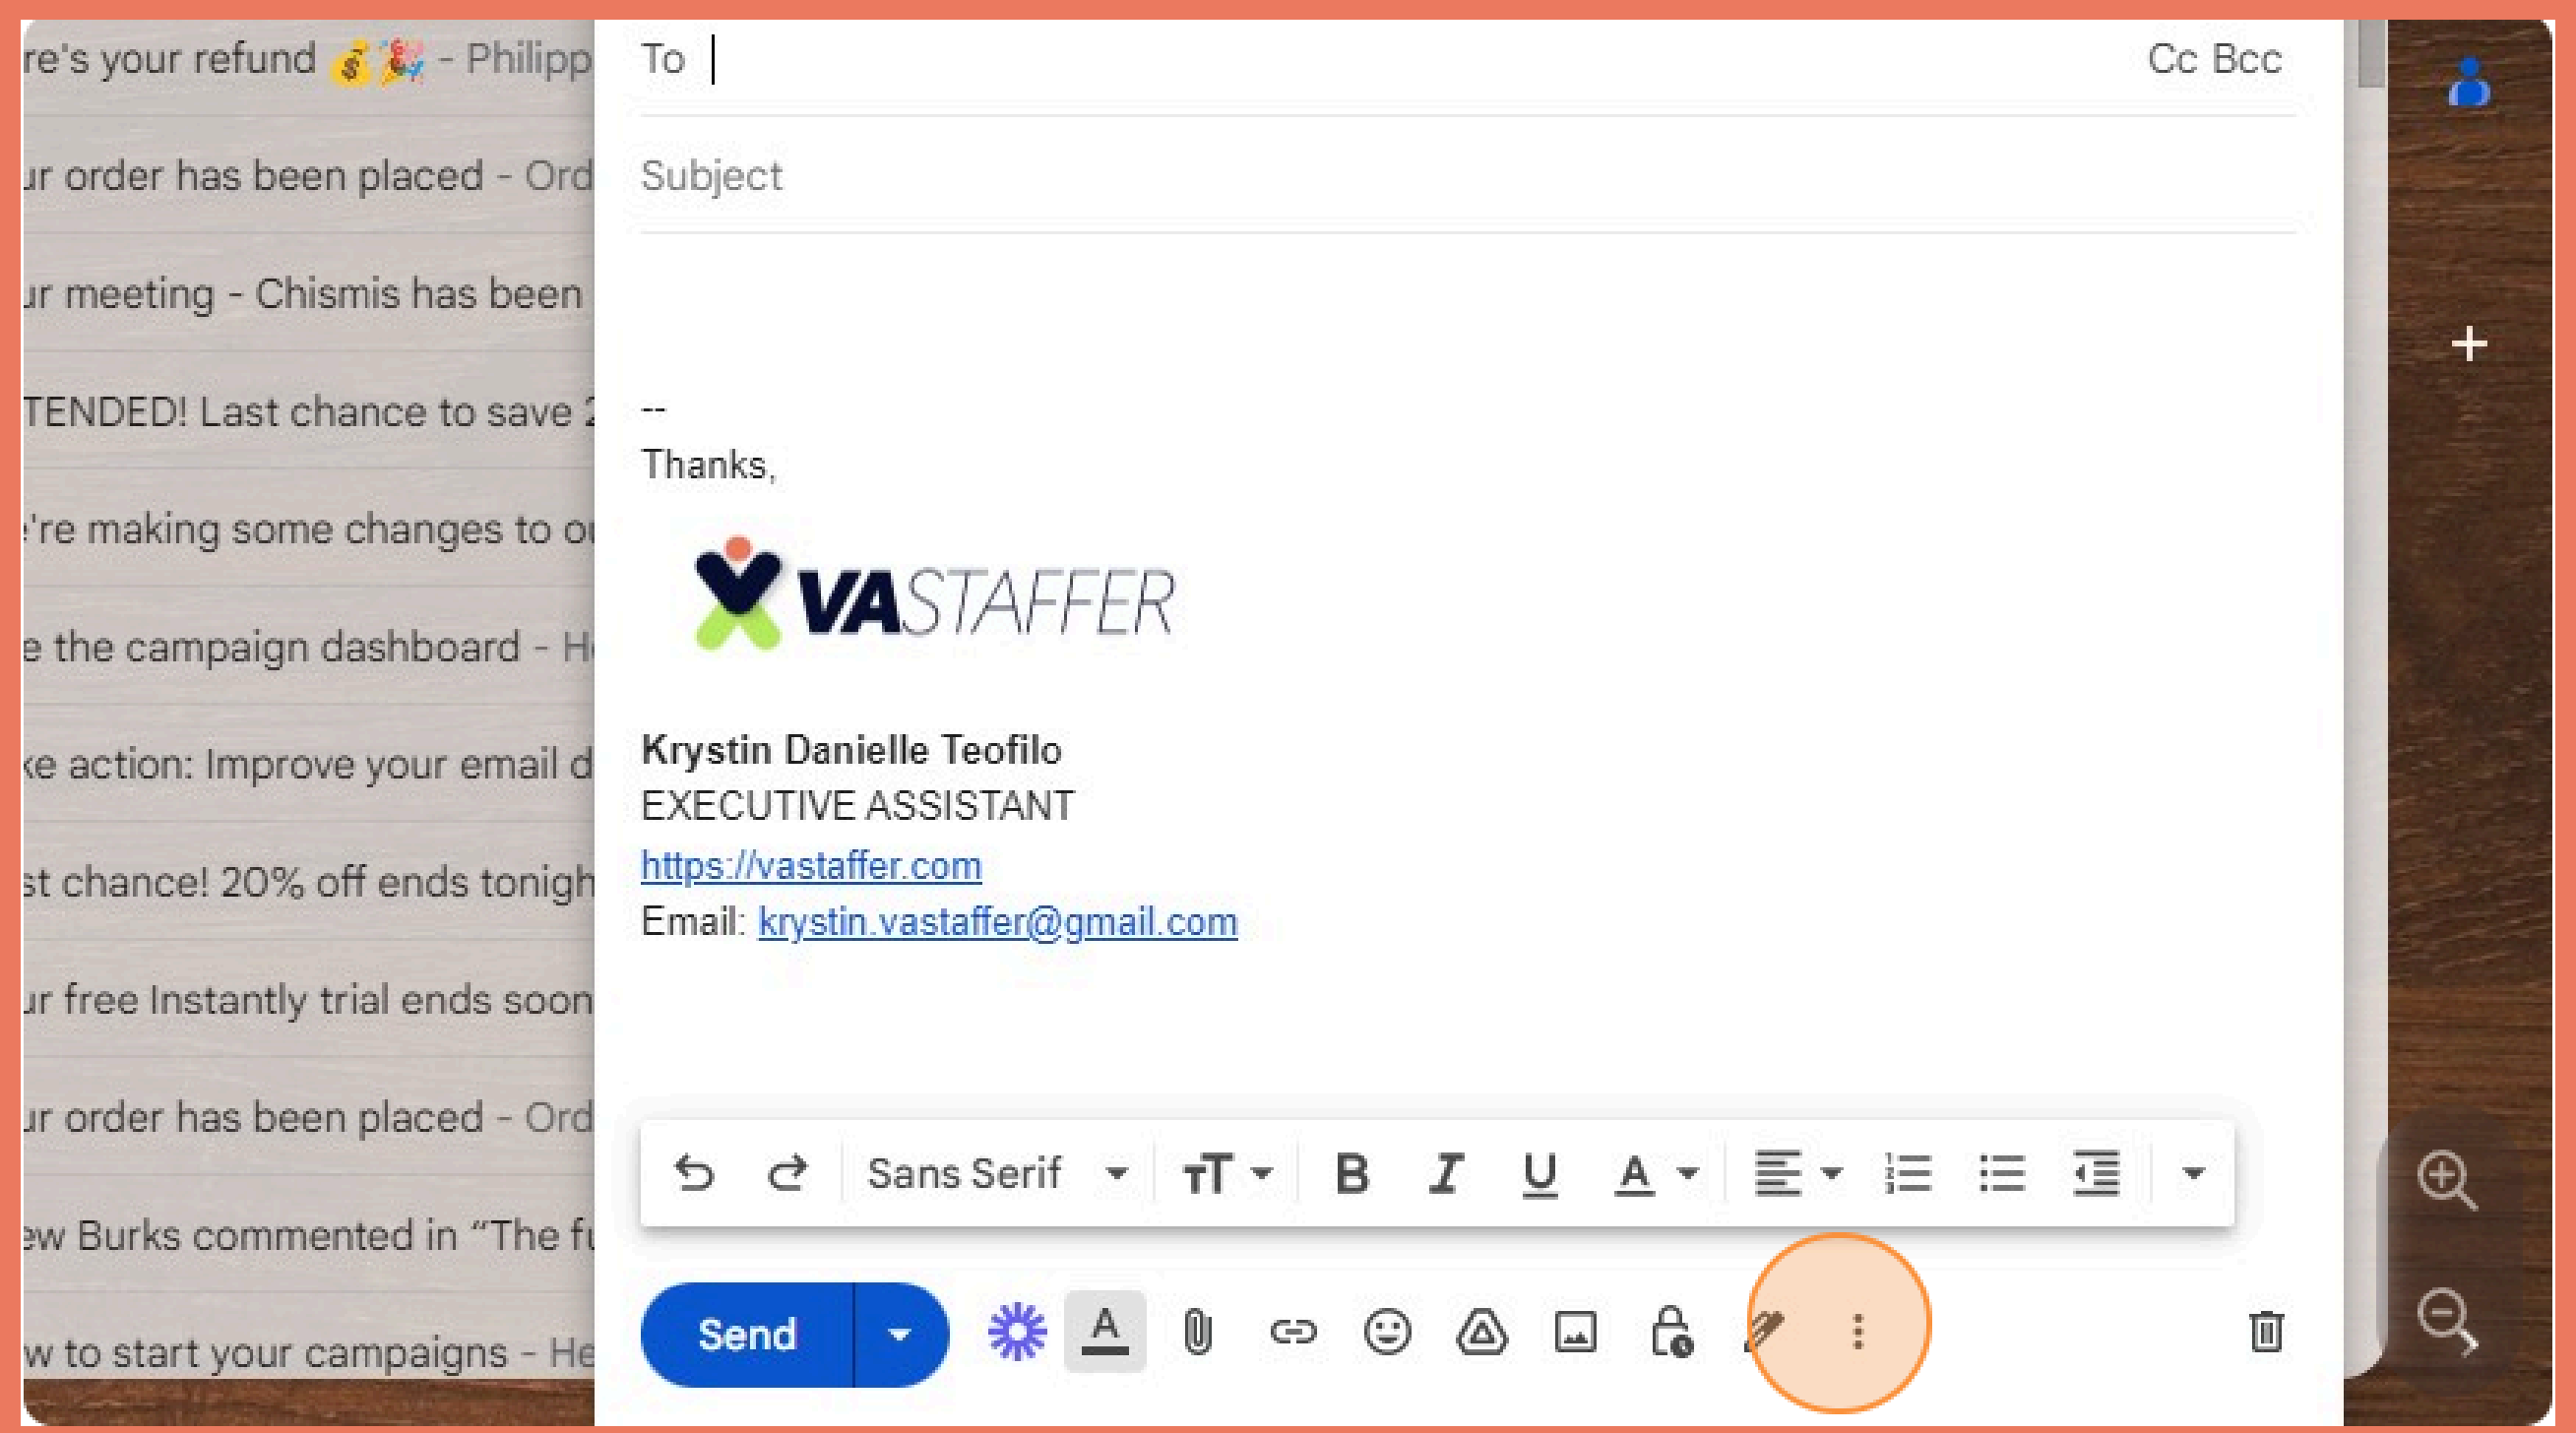 re's your refund 💰🎉 - Philipp
ur order has been placed - Ord
ur meeting - Chismis has been
TENDED! Last chance to save
're making some changes to
e the campaign dashboard -
ke action: Improve your email
st chance! 20% off ends tonigh
ur free Instantly trial ends soon
ur order has been placed - Ord
ew Burks commented in “The
w to start your campaigns - He
To
Cc Bcc
Subject
--
Thanks,
VASTAFFER
Krystin Danielle Teofilo
EXECUTIVE ASSISTANT
https://vastaffer.com
Email: krystin.vastaffer@gmail.com
Sans Serif
Send